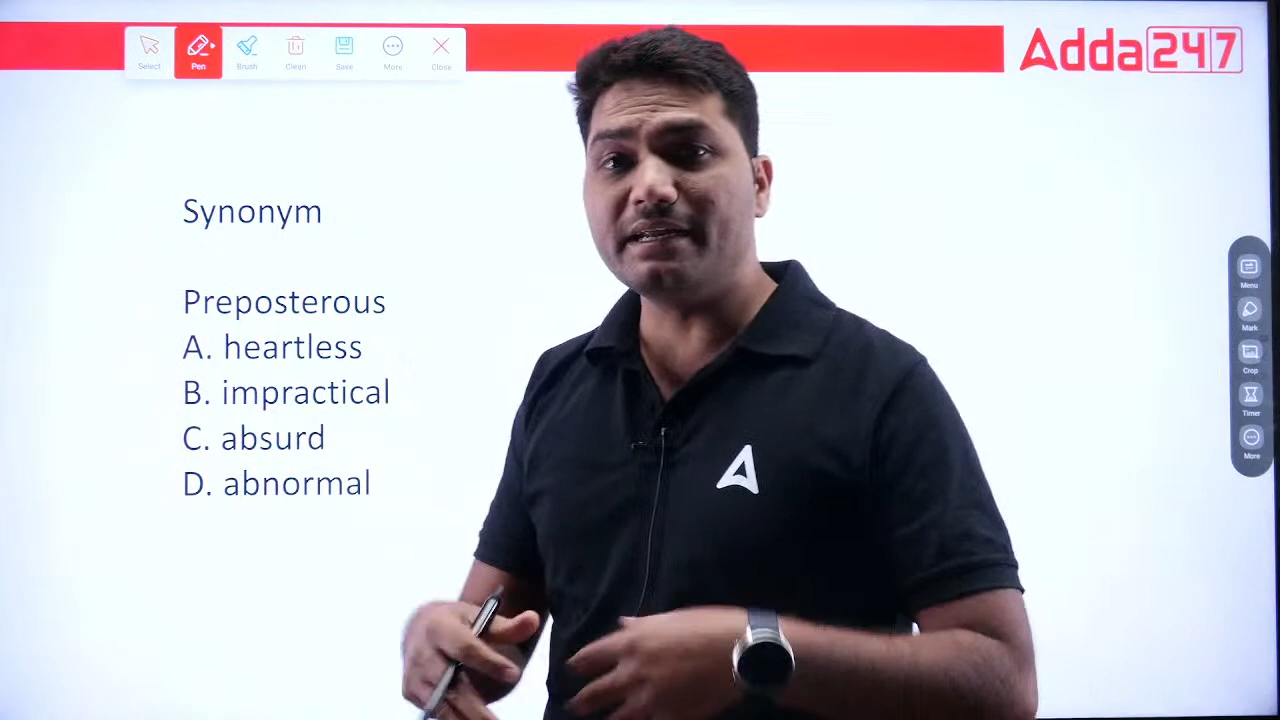 Select
Pen
Brush
Clean
Save
More
Close
Adda247
Synonym
Preposterous
A. heartless
B. impractical
C. absurd
D. abnormal
Menu
Mark
Crop
Timer
More